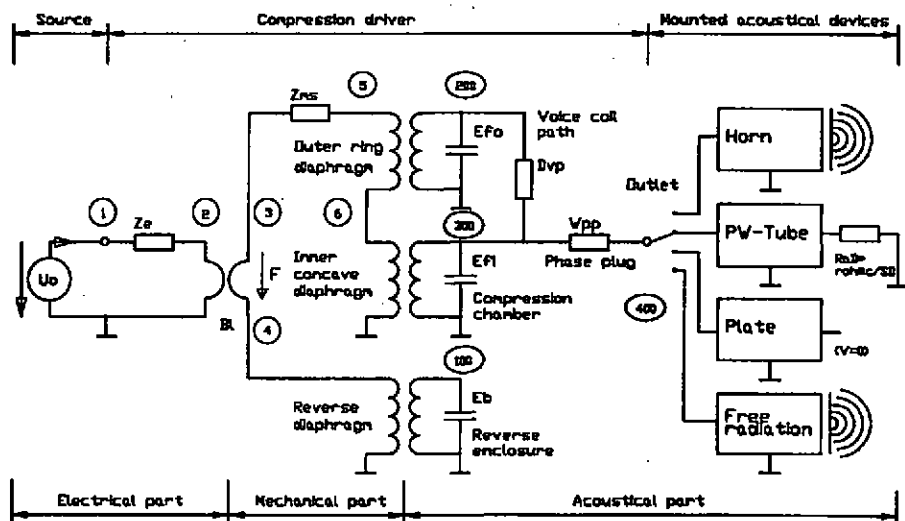 Source
Compression driver
Mounted acoustical devices
5
200
Zms
Voice coil
path
Efo
Horn
Outer ring
diaphragm
Dvp
Outlet
1
2
3
6
300
Ze
Wpp
PW-Tube
Uo
F
Inner
concave
diaphragm
Efi
Phase plug
Compression
chamber
400
Bl
4
Plate
(V=0)
100
Reverse
diaphragm
Eb
Reverse
enclosure
Free
radiation
Electrical part
Mechanical part
Acoustical part